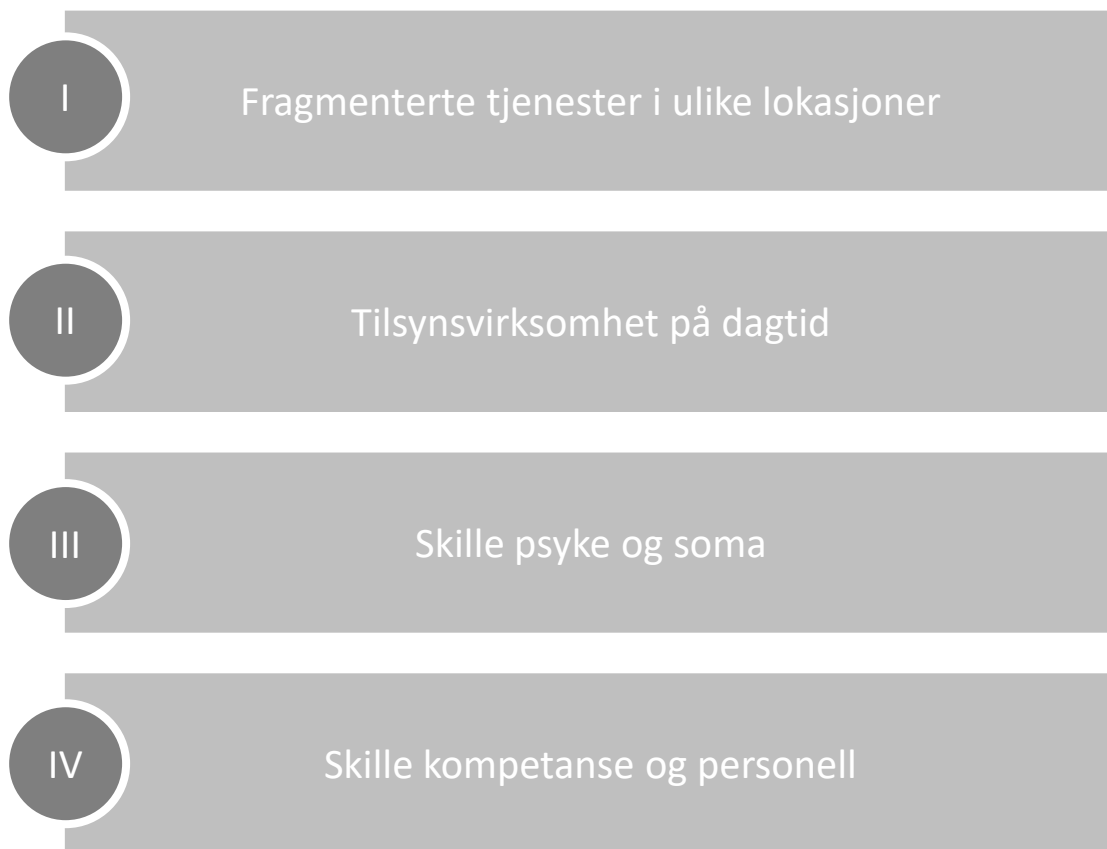 I
Fragmenterte tjenester i ulike lokasjoner
II
Tilsynsvirksomhet på dagtid
III
Skille psyke og soma
IV
Skille kompetanse og personell